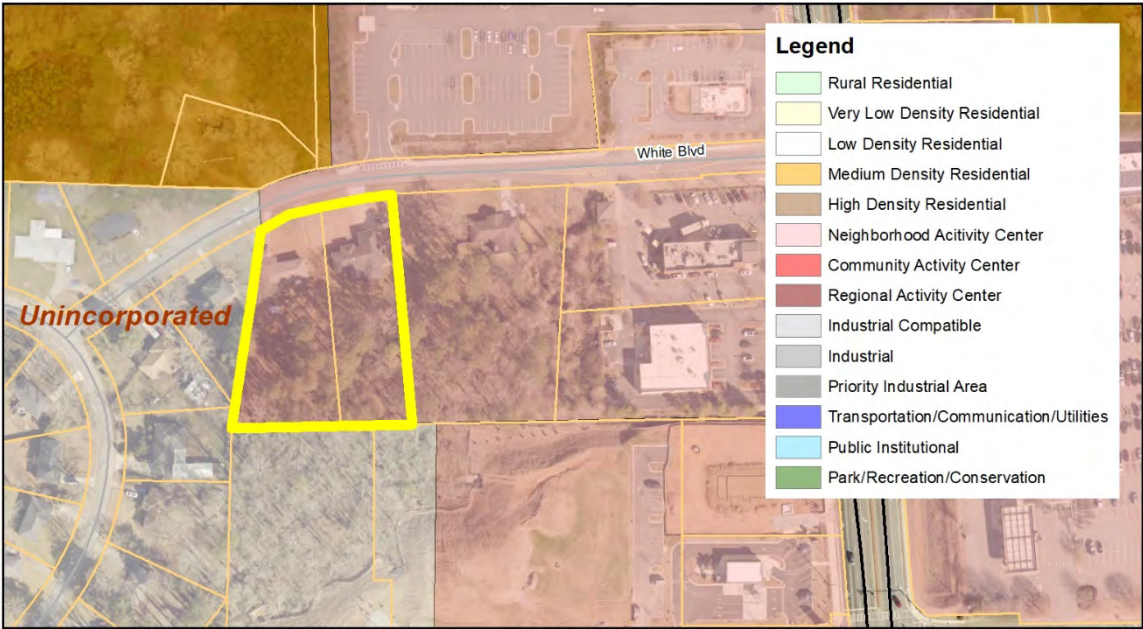 Legend
Rural Residential
Very Low Density Residential
Low Density Residential
Medium Density Residential
High Density Residential
Neighborhood Acitivity Center
Community Activity Center
Regional Activity Center
Industrial Compatible
Industrial
Priority Industrial Area
Transportation/Communication/Utilities
Public Institutional
Park/Recreation/Conservation
White Blvd
Unincorporated